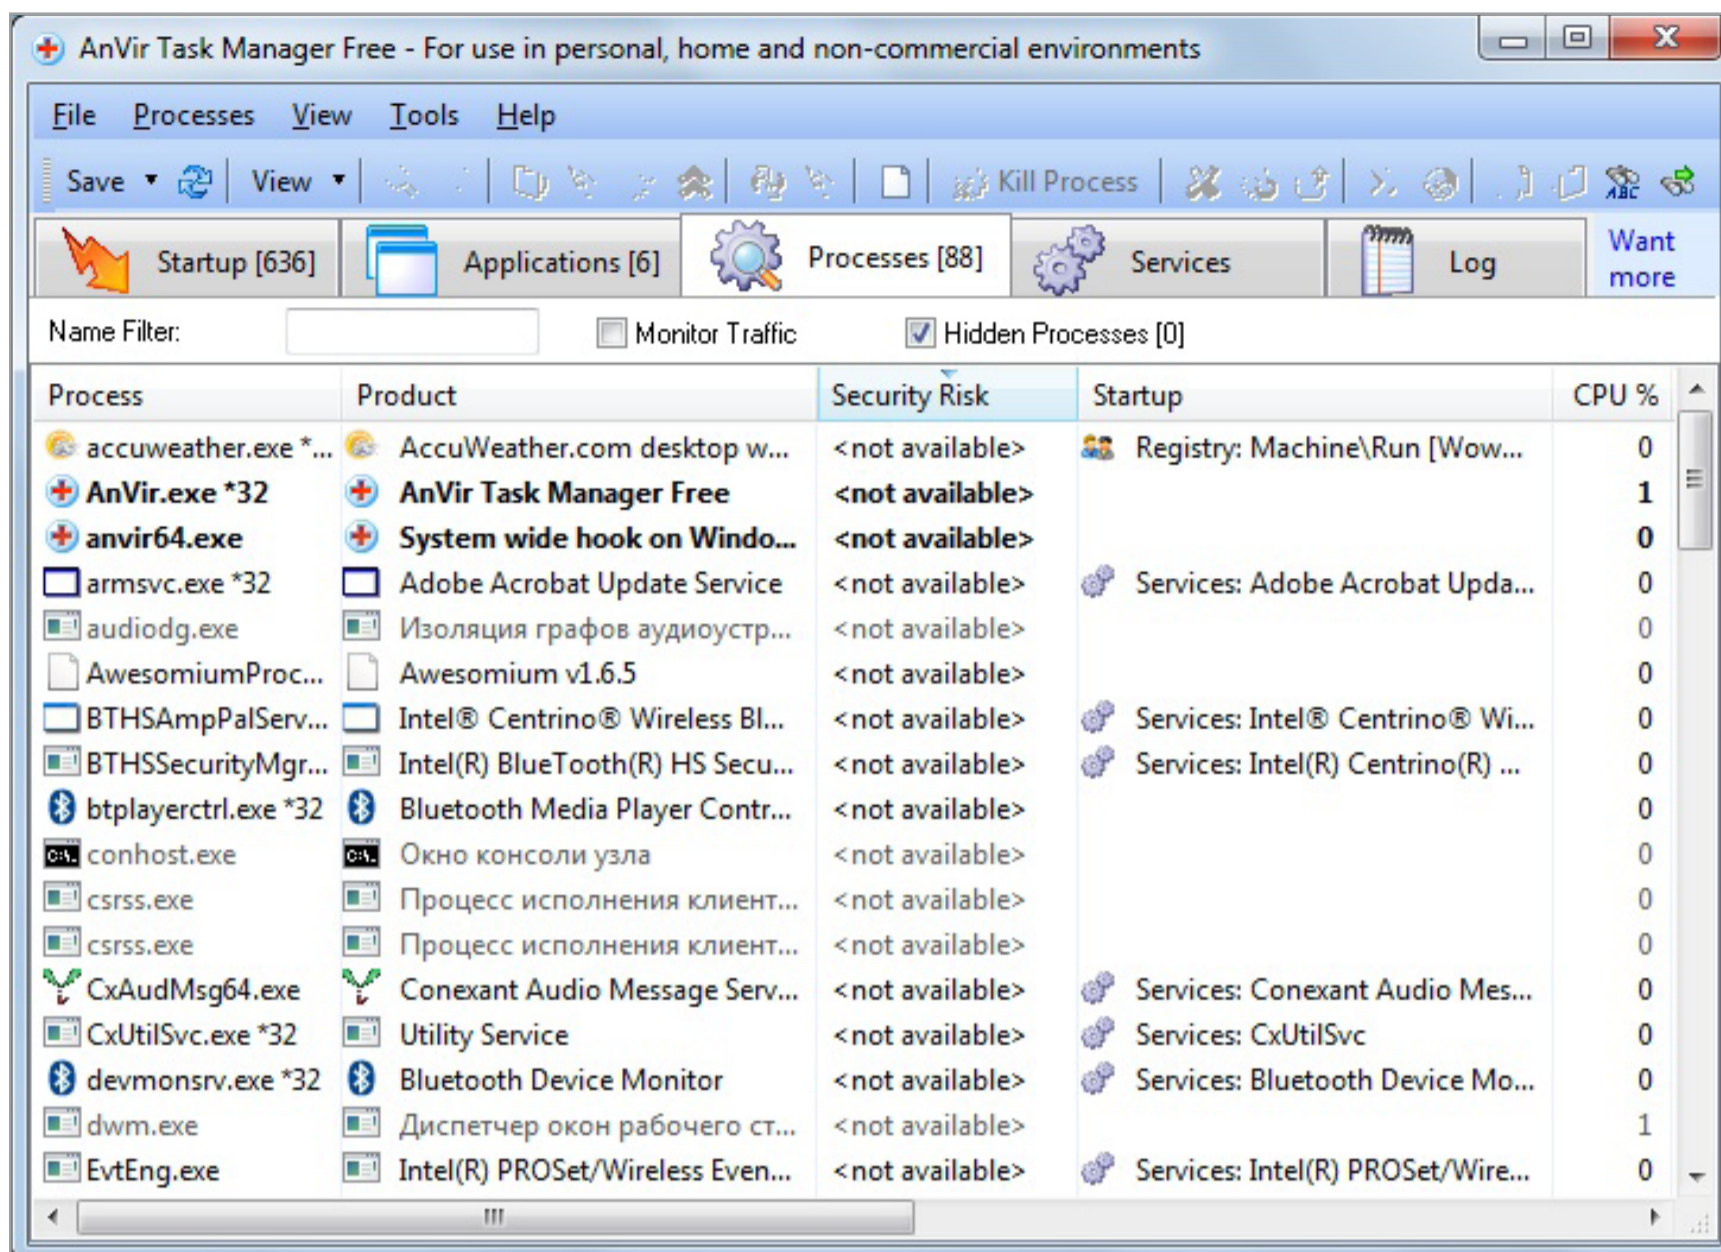 AnVir Task Manager Free - For use in personal, home and non-commercial environments
File Processes View Tools Help
Save View Kill Process ABC
Startup [636] Applications [6] Processes [88] Services Log Want more
Name Filter: Monitor Traffic Hidden Processes [0]
Process Product Security Risk Startup CPU %
accuweather.exe *... AccuWeather.com desktop w... <not available> Registry: Machine\Run [Wow... 0
AnVir.exe *32 AnVir Task Manager Free <not available> 1
anvir64.exe System wide hook on Windo... <not available> 0
armsvc.exe *32 Adobe Acrobat Update Service <not available> Services: Adobe Acrobat Upda... 0
audiodg.exe Изоляция графов аудиоустр... <not available> 0
AwesomiumProc... Awesomium v1.6.5 <not available> 0
BTHSAmpPalServ... Intel® Centrino® Wireless Bl... <not available> Services: Intel® Centrino® Wi... 0
BTHSSecurityMgr... Intel(R) BlueTooth(R) HS Secu... <not available> Services: Intel(R) Centrino(R) ... 0
btplayerctrl.exe *32 Bluetooth Media Player Contr... <not available> 0
C:\. conhost.exe C:\. Окно консоли узла <not available> 0
csrss.exe Процесс исполнения клиент... <not available> 0
csrss.exe Процесс исполнения клиент... <not available> 0
CxAudMsg64.exe Conexant Audio Message Serv... <not available> Services: Conexant Audio Mes... 0
CxUtilSvc.exe *32 Utility Service <not available> Services: CxUtilSvc 0
devmonsrv.exe *32 Bluetooth Device Monitor <not available> Services: Bluetooth Device Mo... 0
dwm.exe Диспетчер окон рабочего ст... <not available> 1
EvtEng.exe Intel(R) PROSet/Wireless Even... <not available> Services: Intel(R) PROSet/Wire... 0